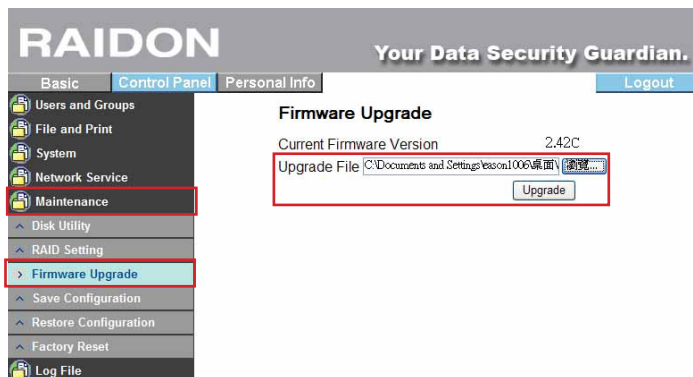 RAIDON
Your Data Security Guardian.
Basic Control Panel Personal Info Logout
Users and Groups
File and Print
System
Network Service
Maintenance
Disk Utility
RAID Setting
Firmware Upgrade
Save Configuration
Restore Configuration
Factory Reset
Log File
Firmware Upgrade
Current Firmware Version 2.42C
Upgrade File C:\Documents and Settings\eason1006\桌面\ 瀏覽...
Upgrade